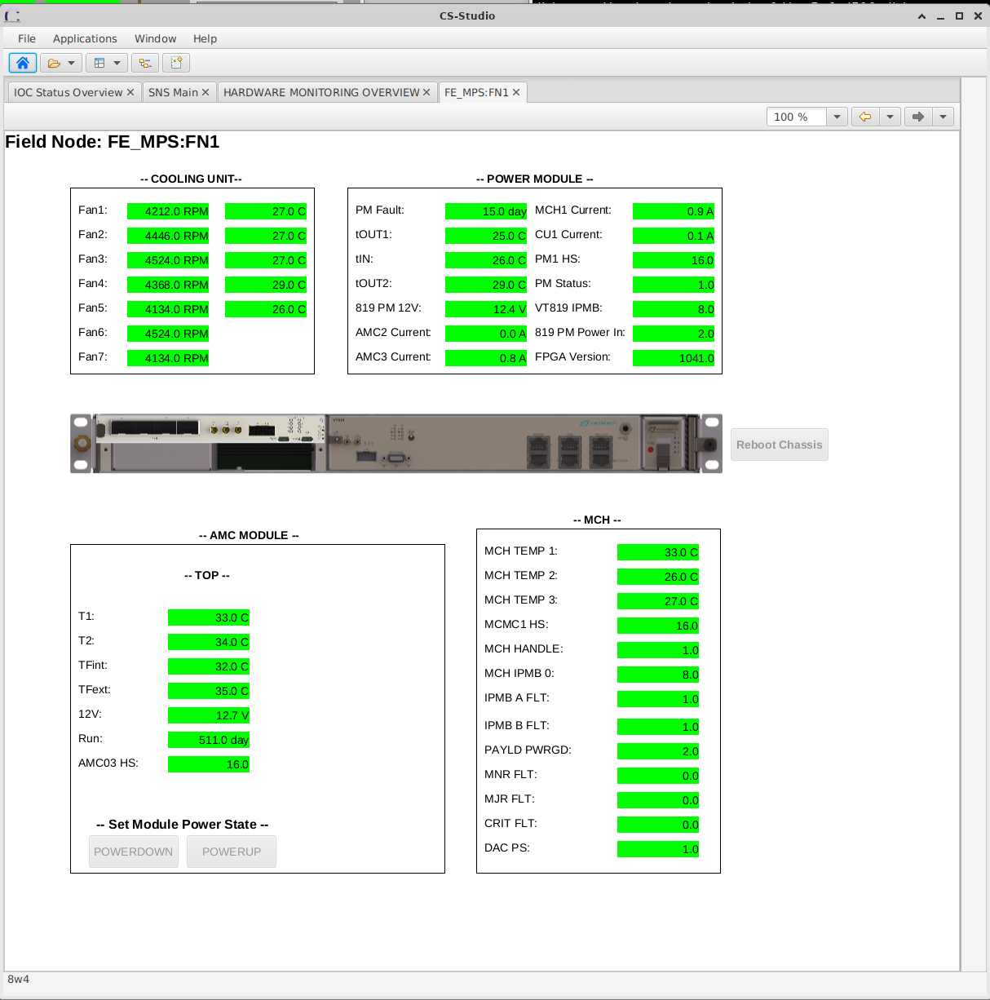 CS-Studio
File Applications Window Help
IOC Status Overview SNS Main HARDWARE MONITORING OVERVIEW FE_MPS:FN1
100 %
Field Node: FE_MPS:FN1
-- COOLING UNIT--
Fan1: 4212.0 RPM 27.0 C
Fan2: 4446.0 RPM 27.0 C
Fan3: 4524.0 RPM 27.0 C
Fan4: 4368.0 RPM 29.0 C
Fan5: 4134.0 RPM 26.0 C
Fan6: 4524.0 RPM
Fan7: 4134.0 RPM
-- POWER MODULE --
PM Fault: 15.0 day MCH1 Current: 0.9 A
tOUT1: 25.0 C CU1 Current: 0.1 A
tIN: 26.0 C PM1 HS: 16.0
tOUT2: 29.0 C PM Status: 1.0
819 PM 12V: 12.4 V VT819 IPMB: 8.0
AMC2 Current: 0.0 A 819 PM Power In: 2.0
AMC3 Current: 0.8 A FPGA Version: 1041.0
Reboot Chassis
-- AMC MODULE --
-- TOP --
T1: 33.0 C
T2: 34.0 C
TFint: 32.0 C
TFext: 35.0 C
12V: 12.7 V
Run: 511.0 day
AMC03 HS: 16.0
-- Set Module Power State --
POWERDOWN POWERUP
-- MCH --
MCH TEMP 1: 33.0 C
MCH TEMP 2: 26.0 C
MCH TEMP 3: 27.0 C
MCMC1 HS: 16.0
MCH HANDLE: 1.0
MCH IPMB 0: 8.0
IPMB A FLT: 1.0
IPMB B FLT: 1.0
PAYLD PWRGD: 2.0
MNR FLT: 0.0
MJR FLT: 0.0
CRIT FLT: 0.0
DAC PS: 1.0
8w4